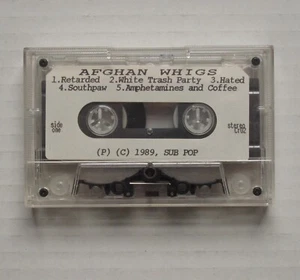 AFGHAN WHIGS
1.Retarded 2.White Trash Party 3.Hated
4.Southpaw 5.Amphetamines and Coffee
side one
stereo cro2
(P) (C) 1989, SUB POP